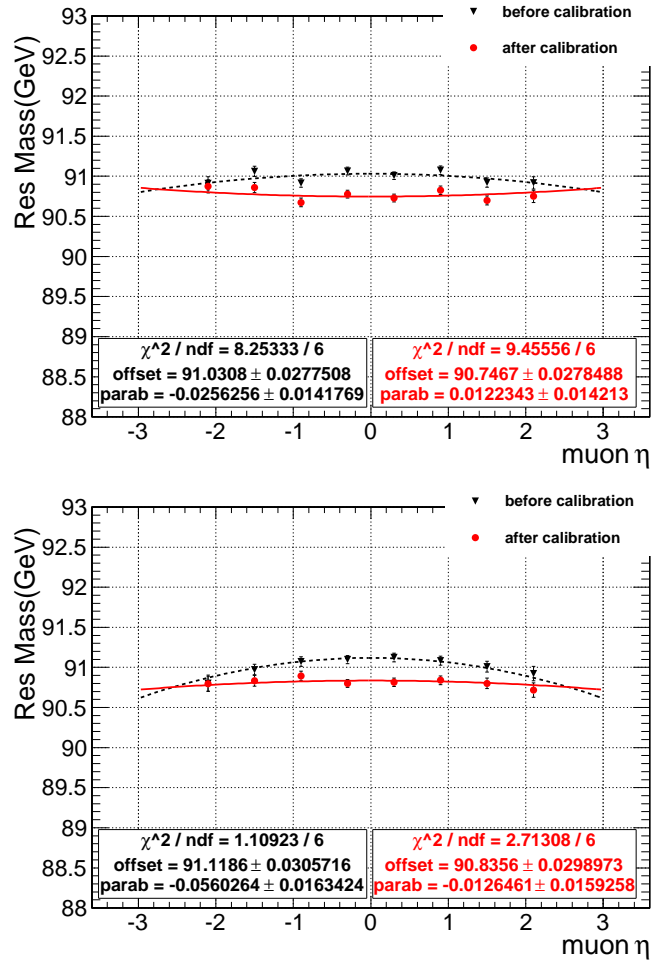 before calibration
after calibration
Res Mass(GeV)
93
92.5
92
91.5
91
90.5
90
89.5
89
88.5
88
χ^2 / ndf = 8.25333 / 6
offset = 91.0308 ± 0.0277508
parab = -0.0256256 ± 0.0141769
χ^2 / ndf = 9.45556 / 6
offset = 90.7467 ± 0.0278488
parab = 0.0122343 ± 0.014213
-3 -2 -1 0 1 2 3
muon η
before calibration
after calibration
Res Mass(GeV)
93
92.5
92
91.5
91
90.5
90
89.5
89
88.5
88
χ^2 / ndf = 1.10923 / 6
offset = 91.1186 ± 0.0305716
parab = -0.0560264 ± 0.0163424
χ^2 / ndf = 2.71308 / 6
offset = 90.8356 ± 0.0298973
parab = -0.0126461 ± 0.0159258
-3 -2 -1 0 1 2 3
muon η